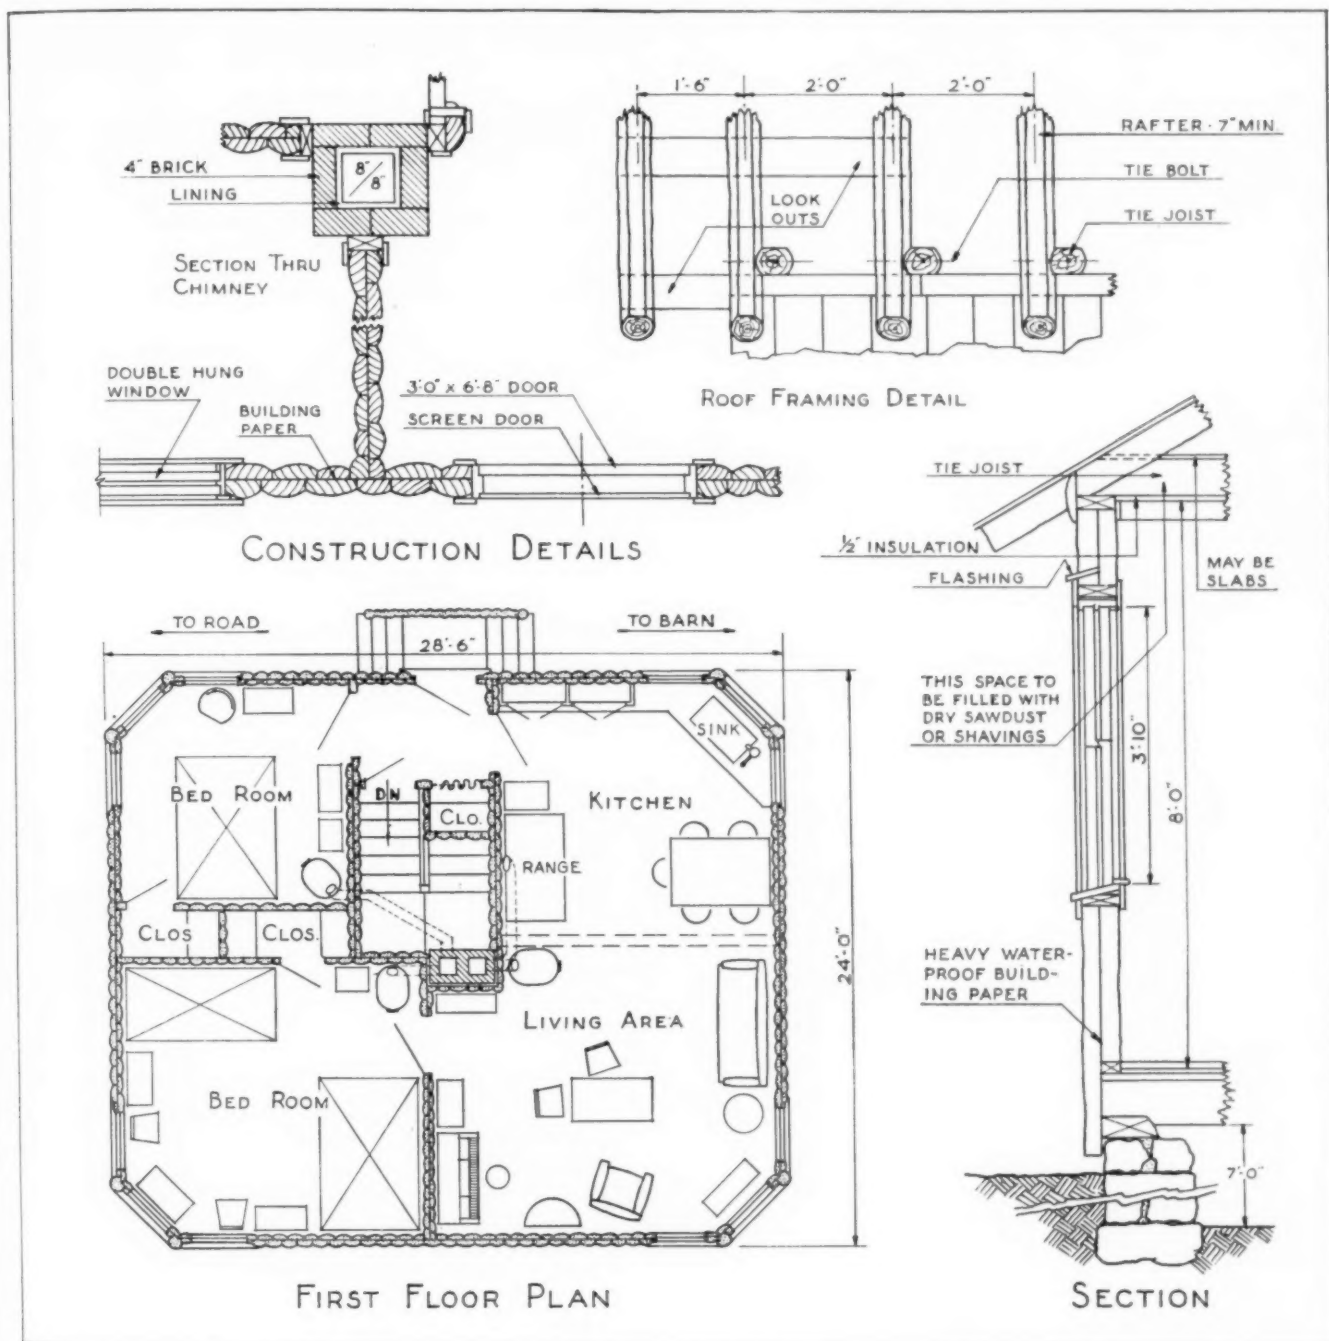 4" BRICK
LINING
8"
8"
SECTION THRU
CHIMNEY
DOUBLE HUNG
WINDOW
BUILDING
PAPER
3'-0" x 6'-8" DOOR
SCREEN DOOR
CONSTRUCTION DETAILS
1'-6"
2'-0"
2'-0"
RAFTER - 7" MIN.
TIE BOLT
TIE JOIST
LOOK
OUTS
ROOF FRAMING DETAIL
TO ROAD
28'-6"
TO BARN
SINK
BED ROOM
DN
CLO.
KITCHEN
RANGE
CLOS
CLOS.
24'-0"
LIVING AREA
BED ROOM
FIRST FLOOR PLAN
TIE JOIST
1/2" INSULATION
FLASHING
MAY BE
SLABS
THIS SPACE TO
BE FILLED WITH
DRY SAWDUST
OR SHAVINGS
3'-10"
8'-0"
HEAVY WATER-
PROOF BUILD-
ING PAPER
7'-0"
SECTION